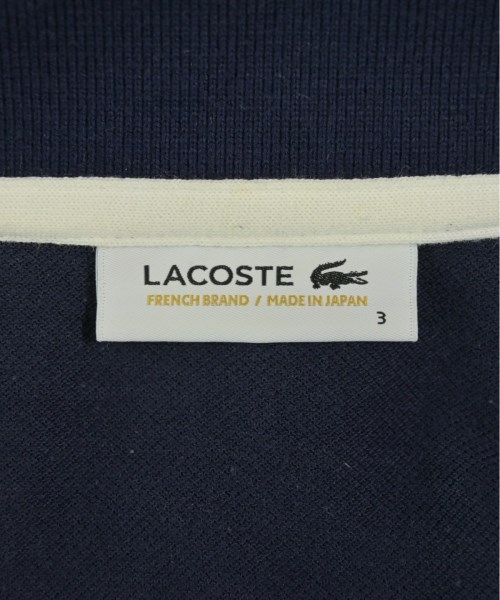 LACOSTE
FRENCH BRAND / MADE IN JAPAN
3